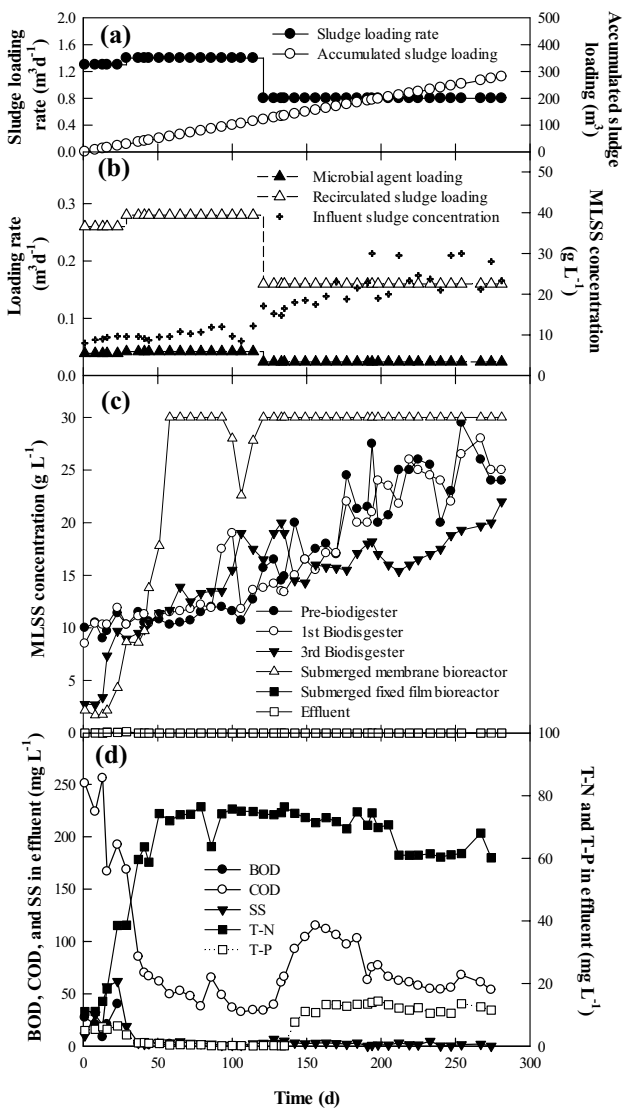 (a)
Sludge loading rate
Accumulated sludge loading
Sludge loading
rate (m³d⁻¹)
2.0
1.6
1.2
0.8
0.4
0.0
500
400
300
200
100
0
Accumulated sludge
loading (m³)
(b)
Microbial agent loading
Recirculated sludge loading
Influent sludge concentration
Loading rate
(m³d⁻¹)
0.3
0.2
0.1
0.0
50
40
30
20
10
0
MLSS concentration
(g L⁻¹)
(c)
MLSS concentration (g L⁻¹)
30
25
20
15
10
5
0
Pre-biodigester
1st Biodisgester
3rd Biodisgester
Submerged membrane bioreactor
Submerged fixed film bioreactor
Effluent
(d)
BOD, COD, and SS in effluent (mg L⁻¹)
250
200
150
100
50
0
100
80
60
40
20
0
T-N and T-P in effluent
(mg L⁻¹)
BOD
COD
SS
T-N
T-P
0 50 100 150 200 250 300
Time (d)